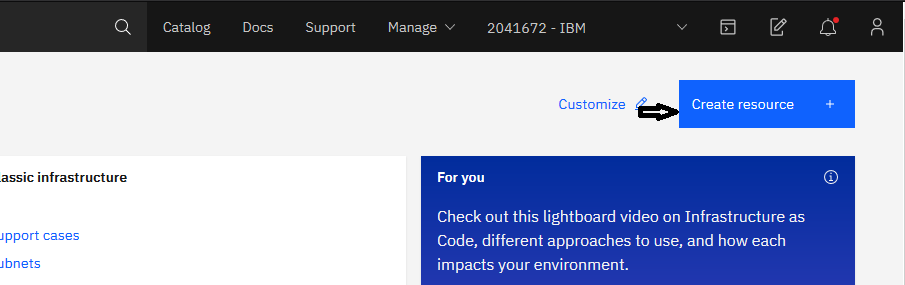 Catalog Docs Support Manage 2041672 - IBM
Customize Create resource +
assic infrastructure
For you
Check out this lightboard video on Infrastructure as
Code, different approaches to use, and how each
impacts your environment.
upport cases
ubnets